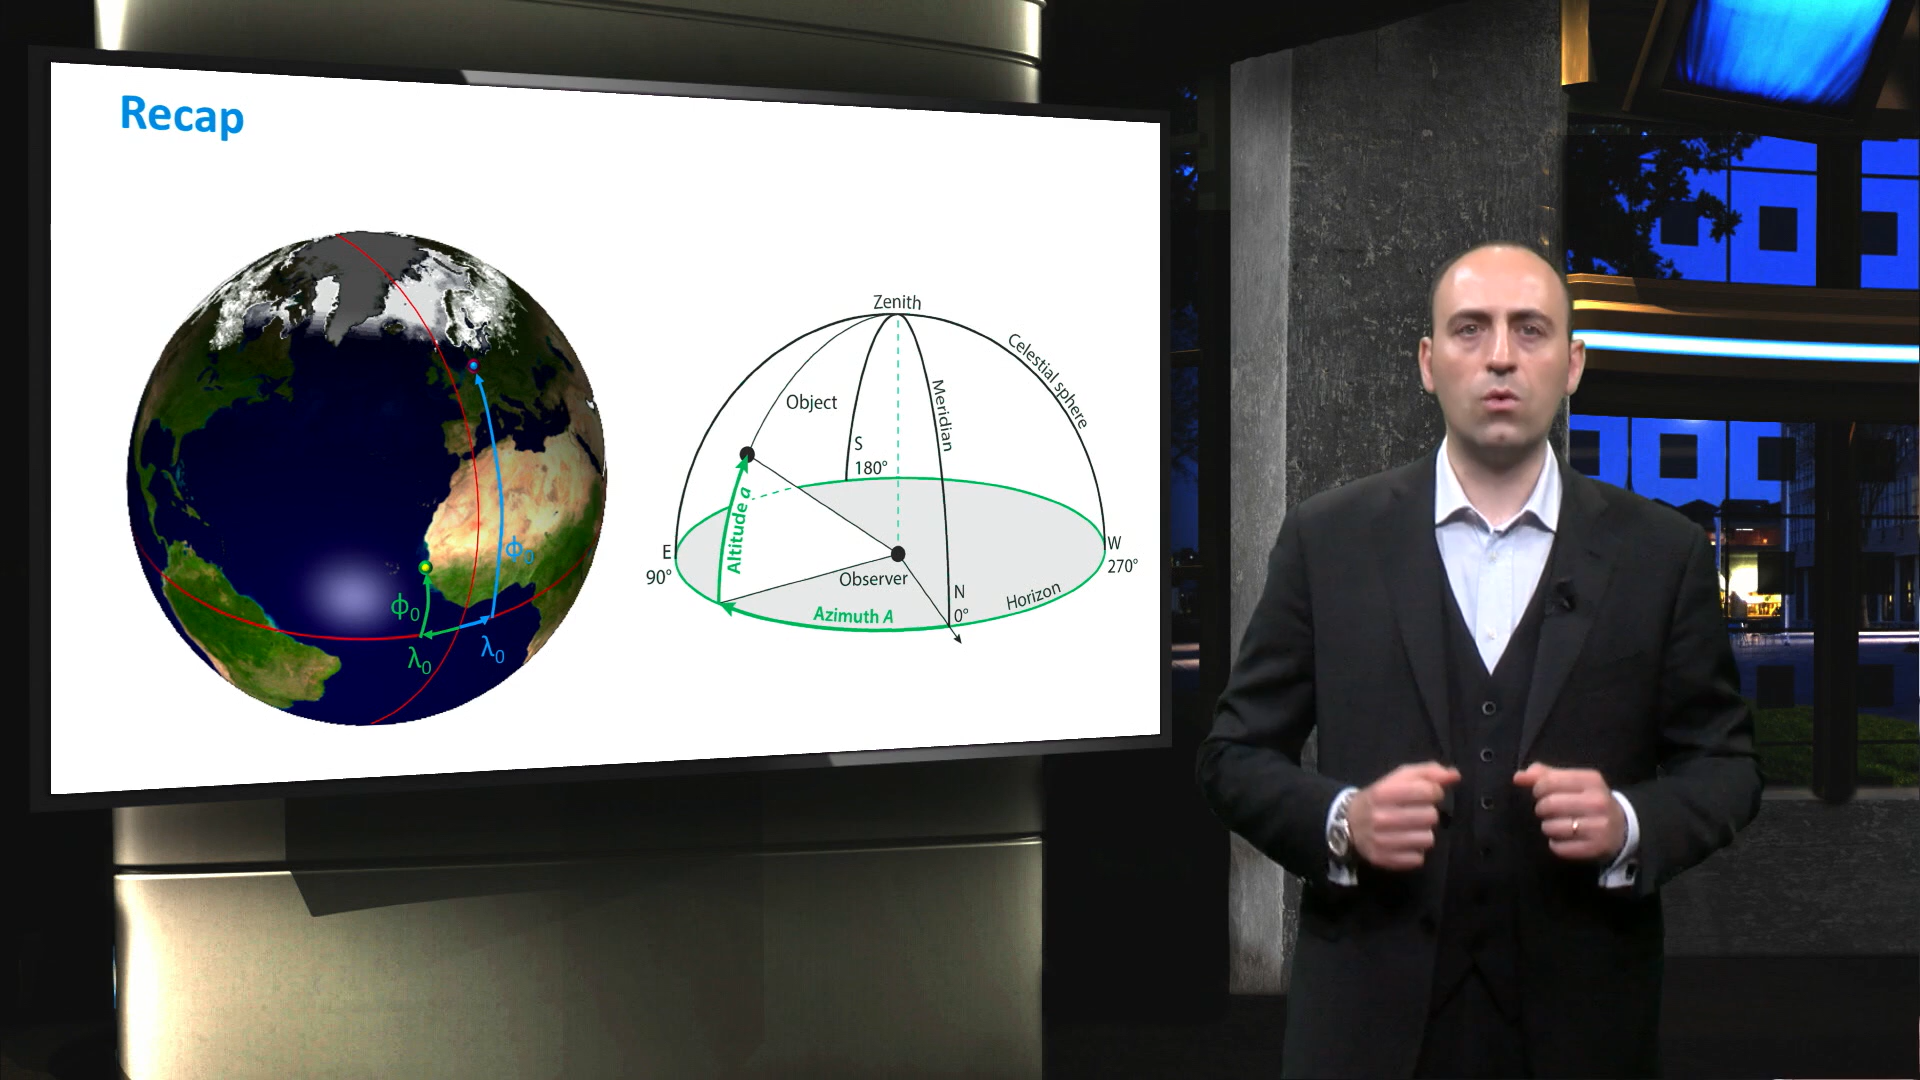 Recap
ϕ₀
ϕ₀
λ₀
λ₀
Zenith
Celestial sphere
Object
Meridian
S
180°
Altitude a
E
90°
Observer
W
270°
N
0°
Horizon
Azimuth A